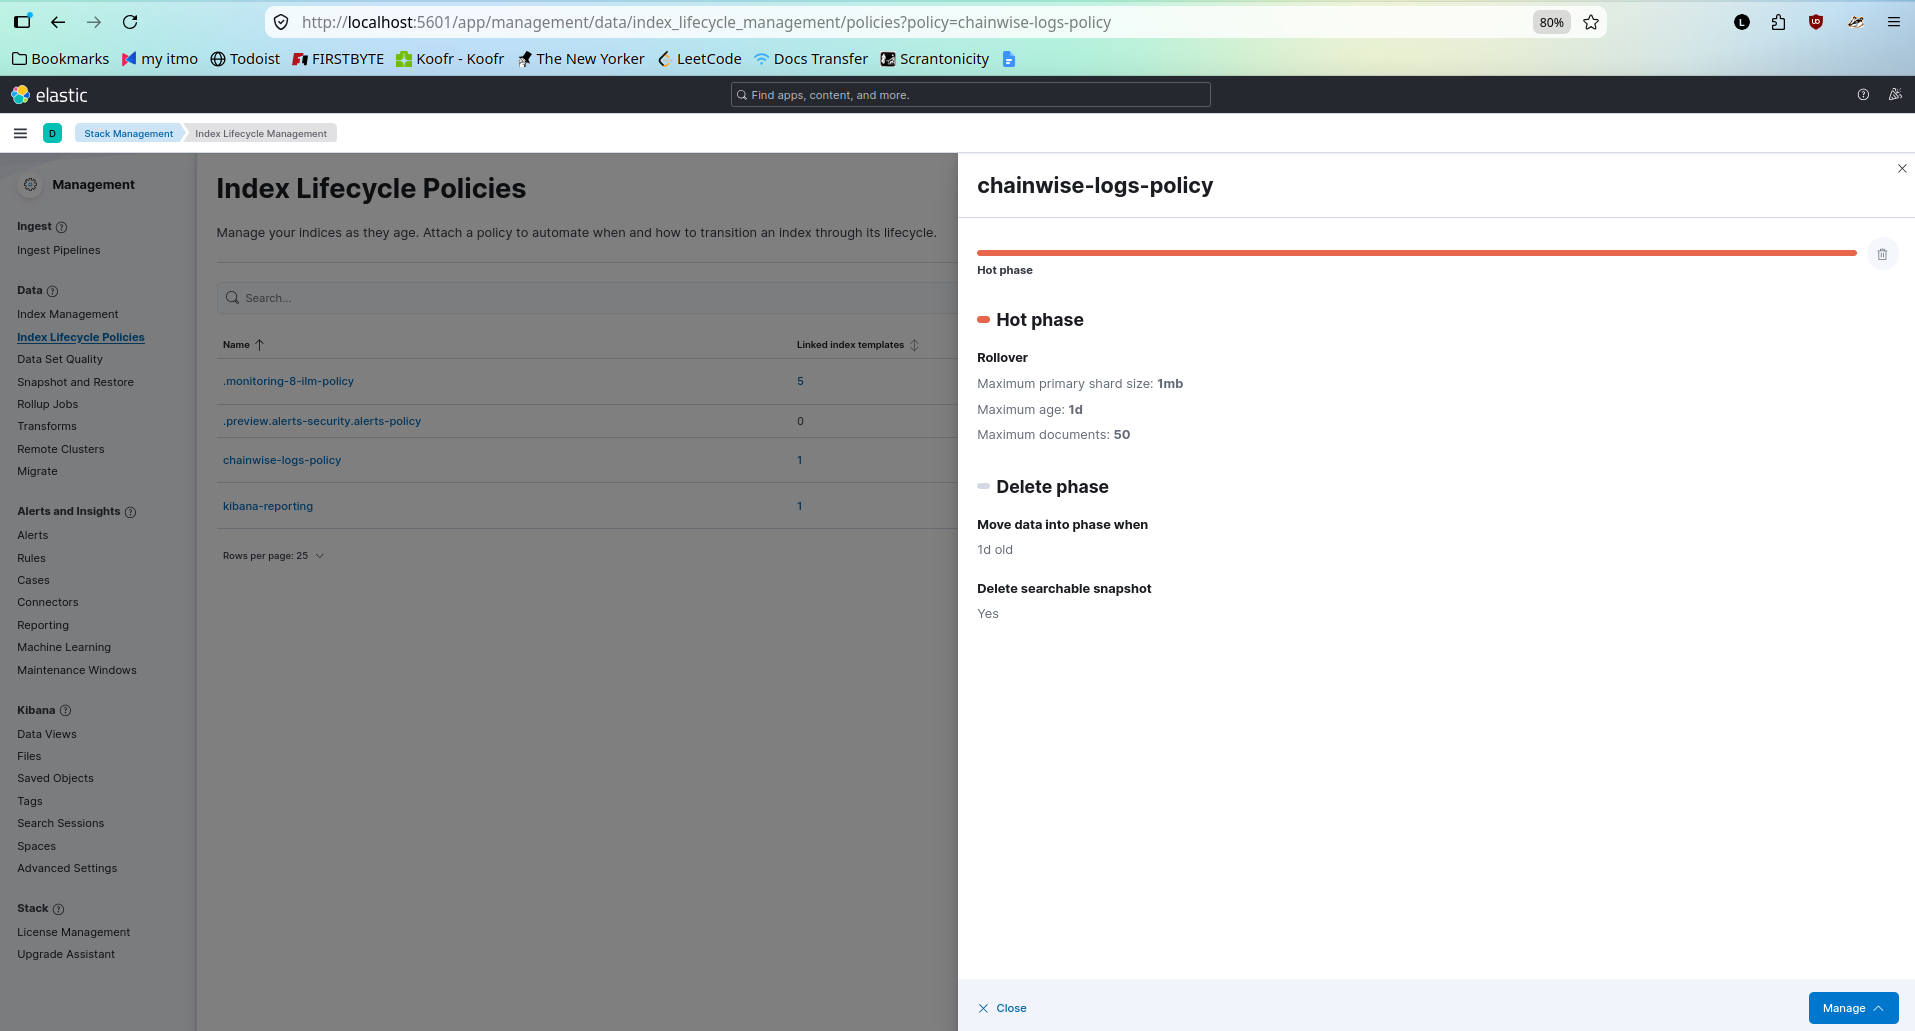 http://localhost:5601/app/management/data/index_lifecycle_management/policies?policy=chainwise-logs-policy
80%
L
Bookmarks my itmo Todoist FIRSTBYTE Koofr - Koofr The New Yorker LeetCode Docs Transfer Scrantonicity
elastic
Find apps, content, and more.
D Stack Management Index Lifecycle Management
Management
Ingest
Ingest Pipelines
Data
Index Management
Index Lifecycle Policies
Data Set Quality
Snapshot and Restore
Rollup Jobs
Transforms
Remote Clusters
Migrate
Alerts and Insights
Alerts
Rules
Cases
Connectors
Reporting
Machine Learning
Maintenance Windows
Kibana
Data Views
Files
Saved Objects
Tags
Search Sessions
Spaces
Advanced Settings
Stack
License Management
Upgrade Assistant
Index Lifecycle Policies
Manage your indices as they age. Attach a policy to automate when and how to transition an index through its lifecycle.
Search...
Name Linked index templates
.monitoring-8-ilm-policy 5
.preview.alerts-security.alerts-policy 0
chainwise-logs-policy 1
kibana-reporting 1
Rows per page: 25
chainwise-logs-policy
Hot phase
Hot phase
Rollover
Maximum primary shard size: 1mb
Maximum age: 1d
Maximum documents: 50
Delete phase
Move data into phase when
1d old
Delete searchable snapshot
Yes
Close
Manage